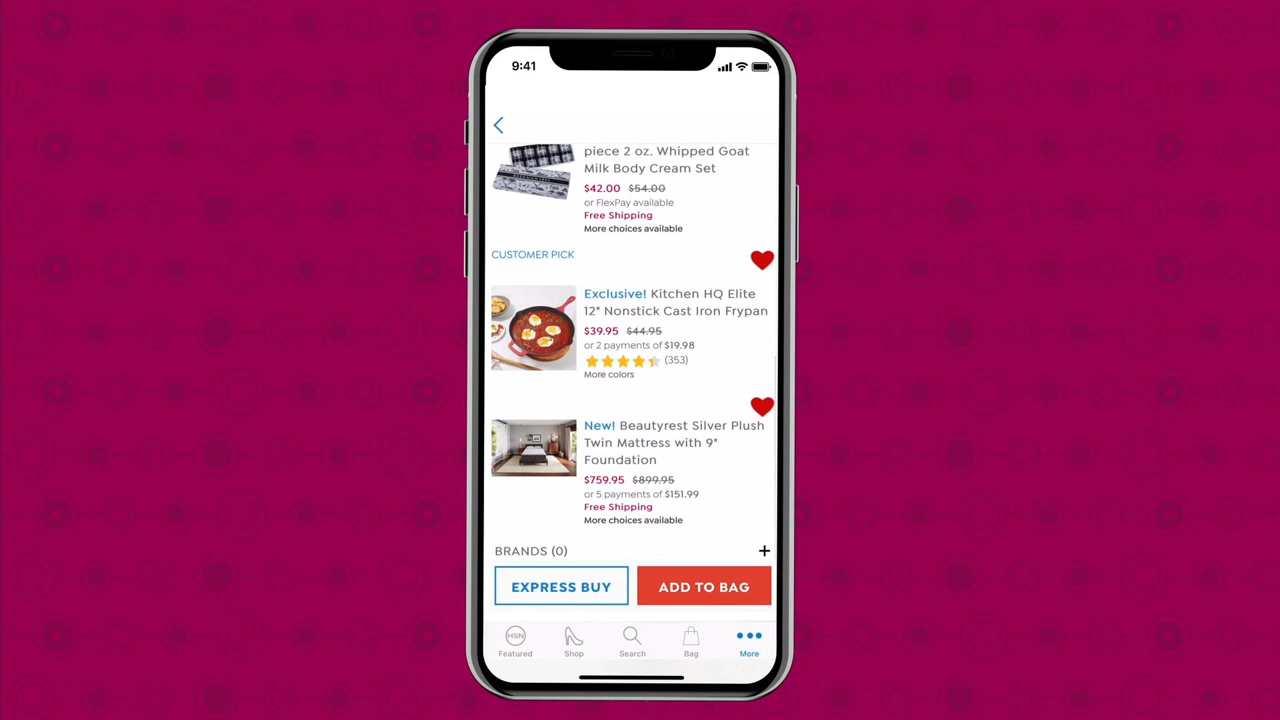 9:41
piece 2 oz. Whipped Goat
Milk Body Cream Set
$42.00 $54.00
or FlexPay available
Free Shipping
More choices available
CUSTOMER PICK
Exclusive! Kitchen HQ Elite
12" Nonstick Cast Iron Frypan
$39.95 $44.95
or 2 payments of $19.98
(353)
More colors
New! Beautyrest Silver Plush
Twin Mattress with 9"
Foundation
$759.95 $899.95
or 5 payments of $151.99
Free Shipping
More choices available
BRANDS (0) +
EXPRESS BUY ADD TO BAG
HSN
Featured Shop Search Bag More